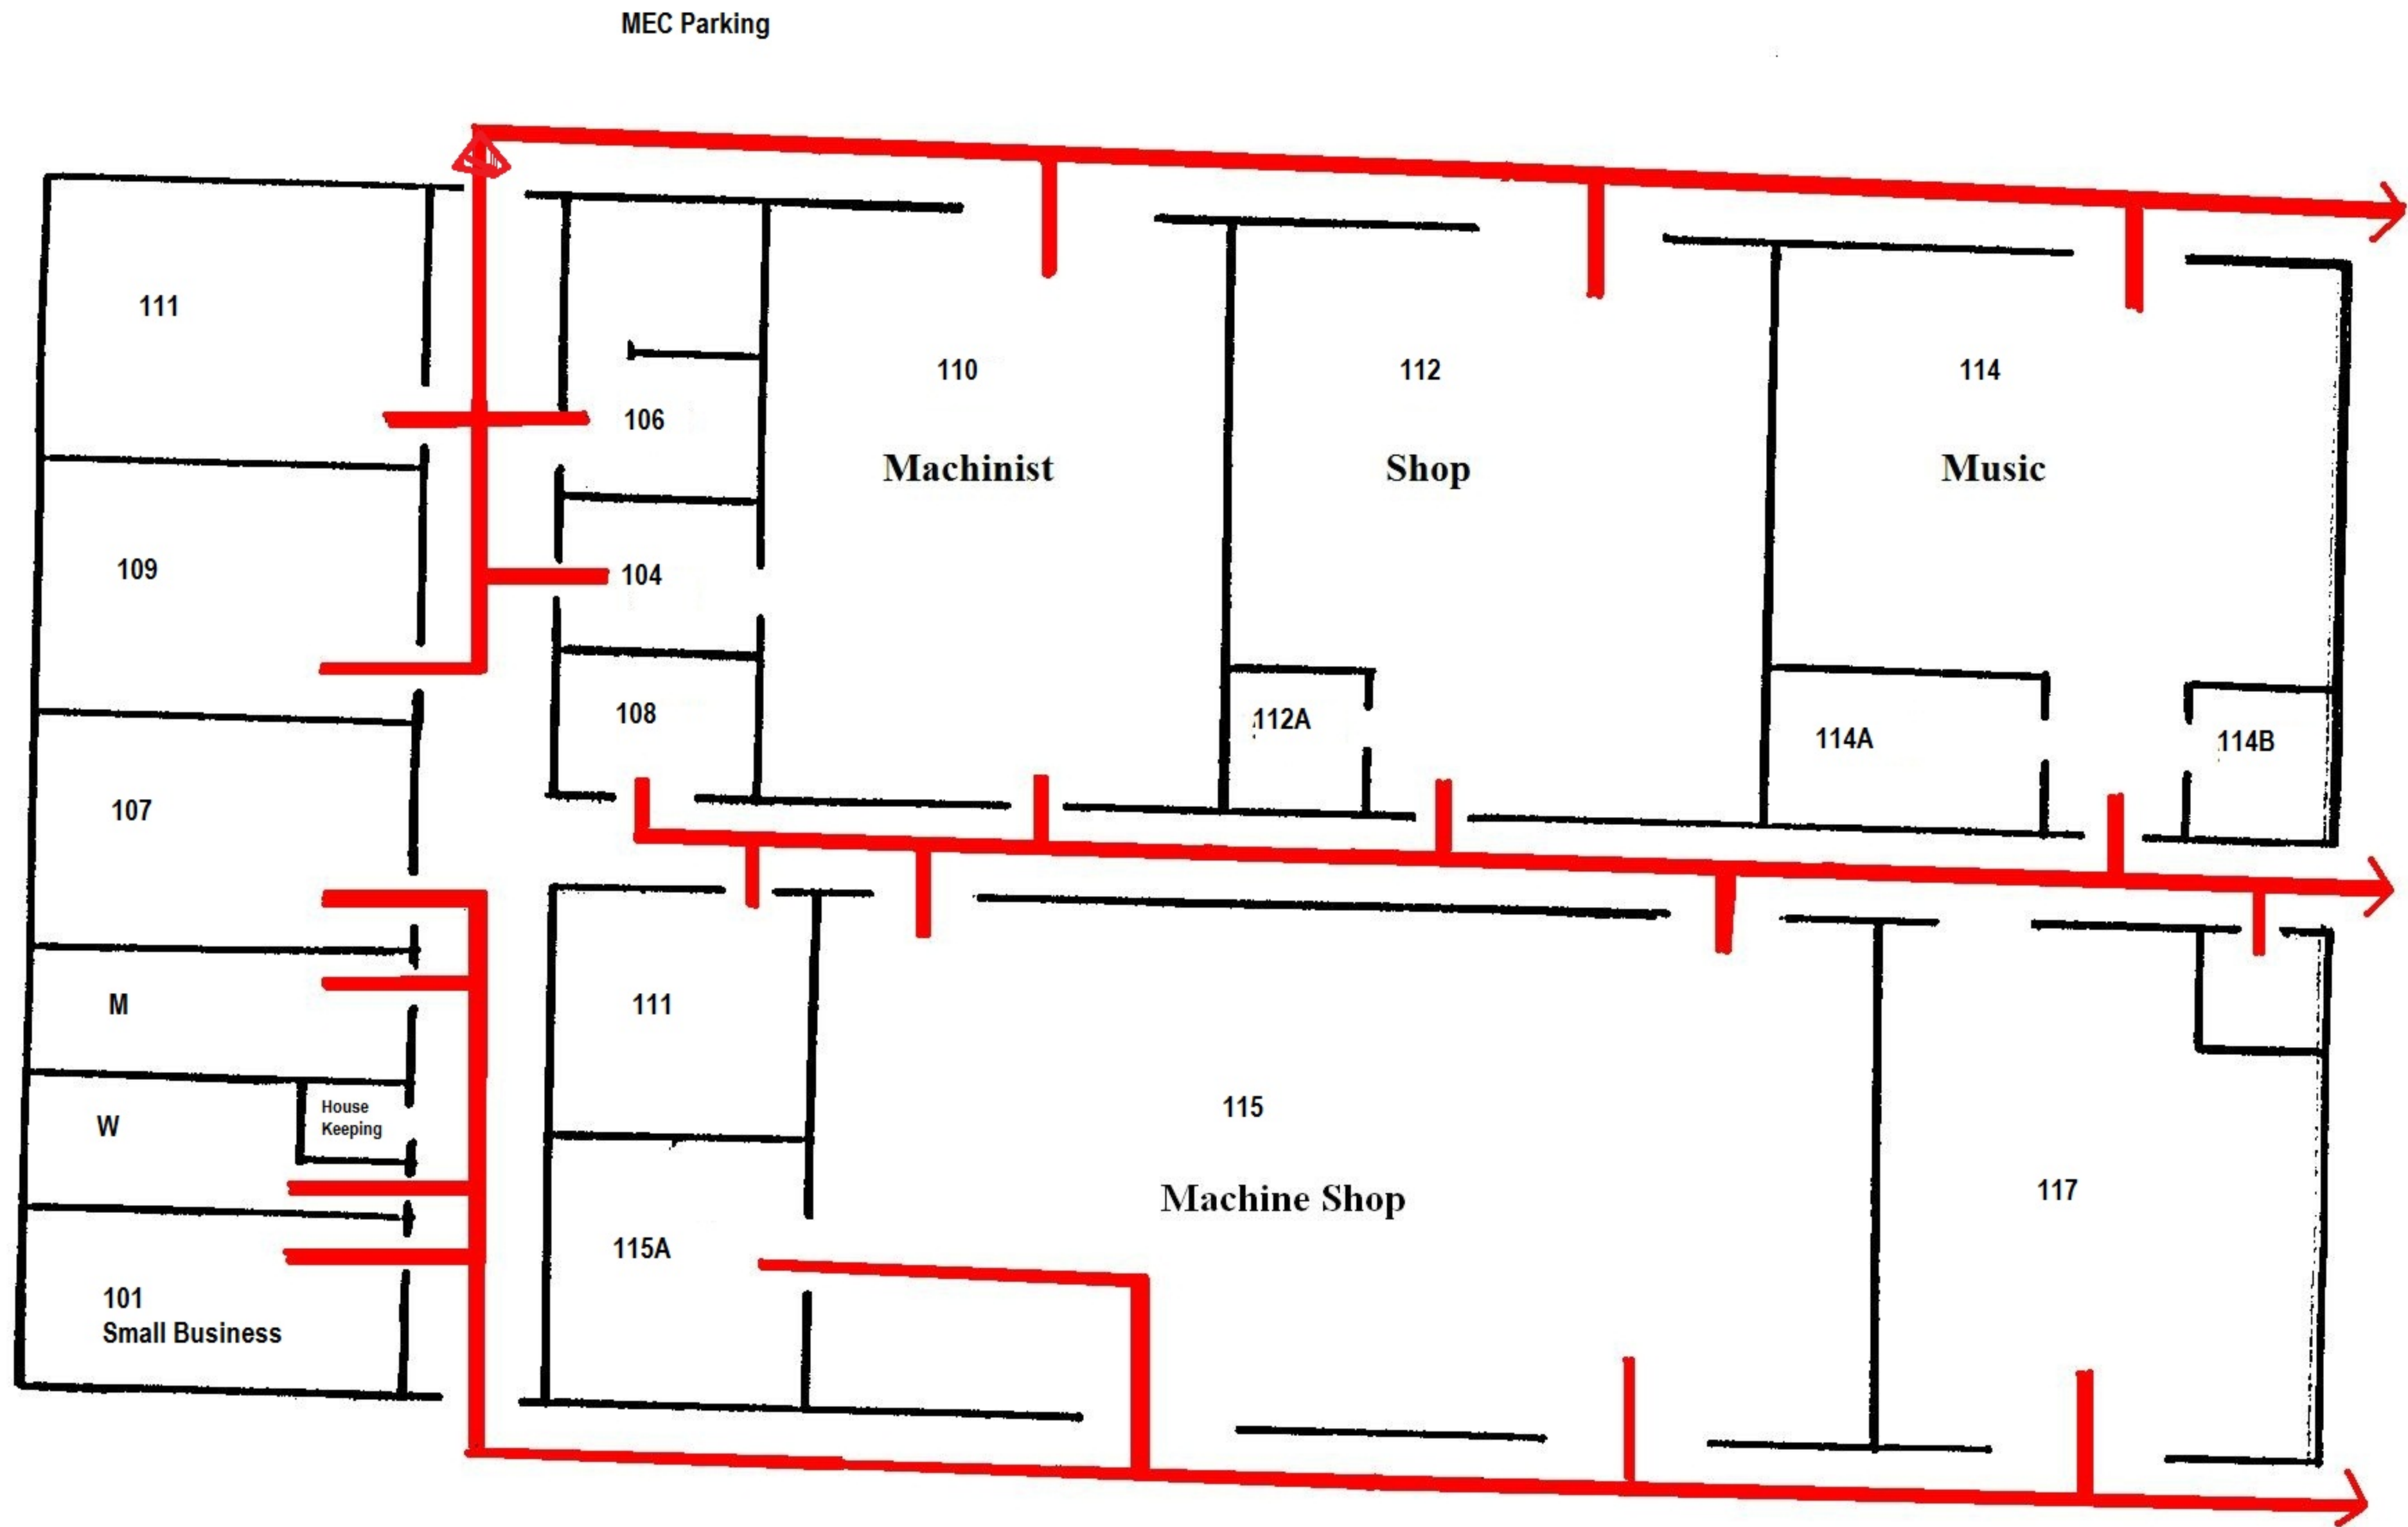 MEC Parking
111
106
110
112
114
Machinist
Shop
Music
109
104
108
112A
114A
114B
107
M
111
W
House
Keeping
115
Machine Shop
117
115A
101
Small Business